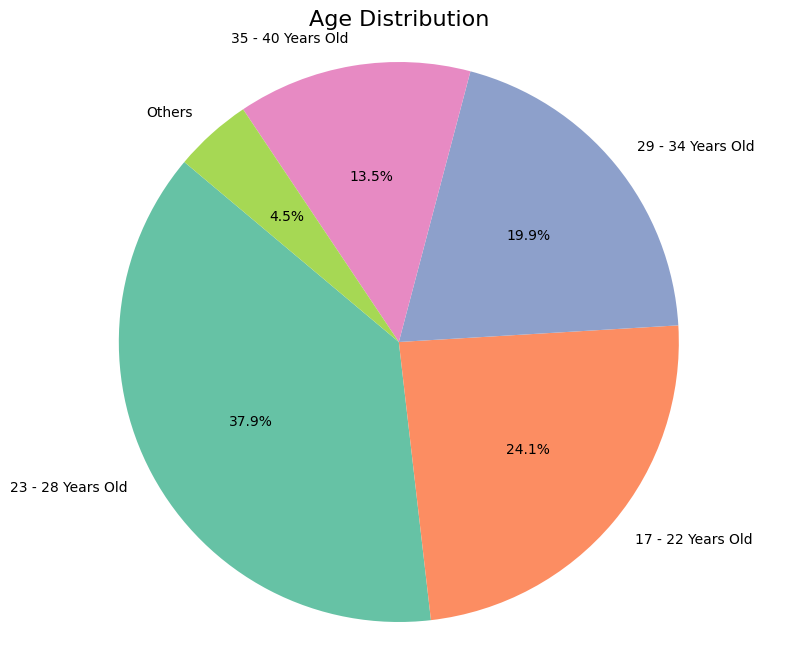 Age Distribution
35 - 40 Years Old
Others
29 - 34 Years Old
13.5%
4.5%
19.9%
37.9%
24.1%
23 - 28 Years Old
17 - 22 Years Old